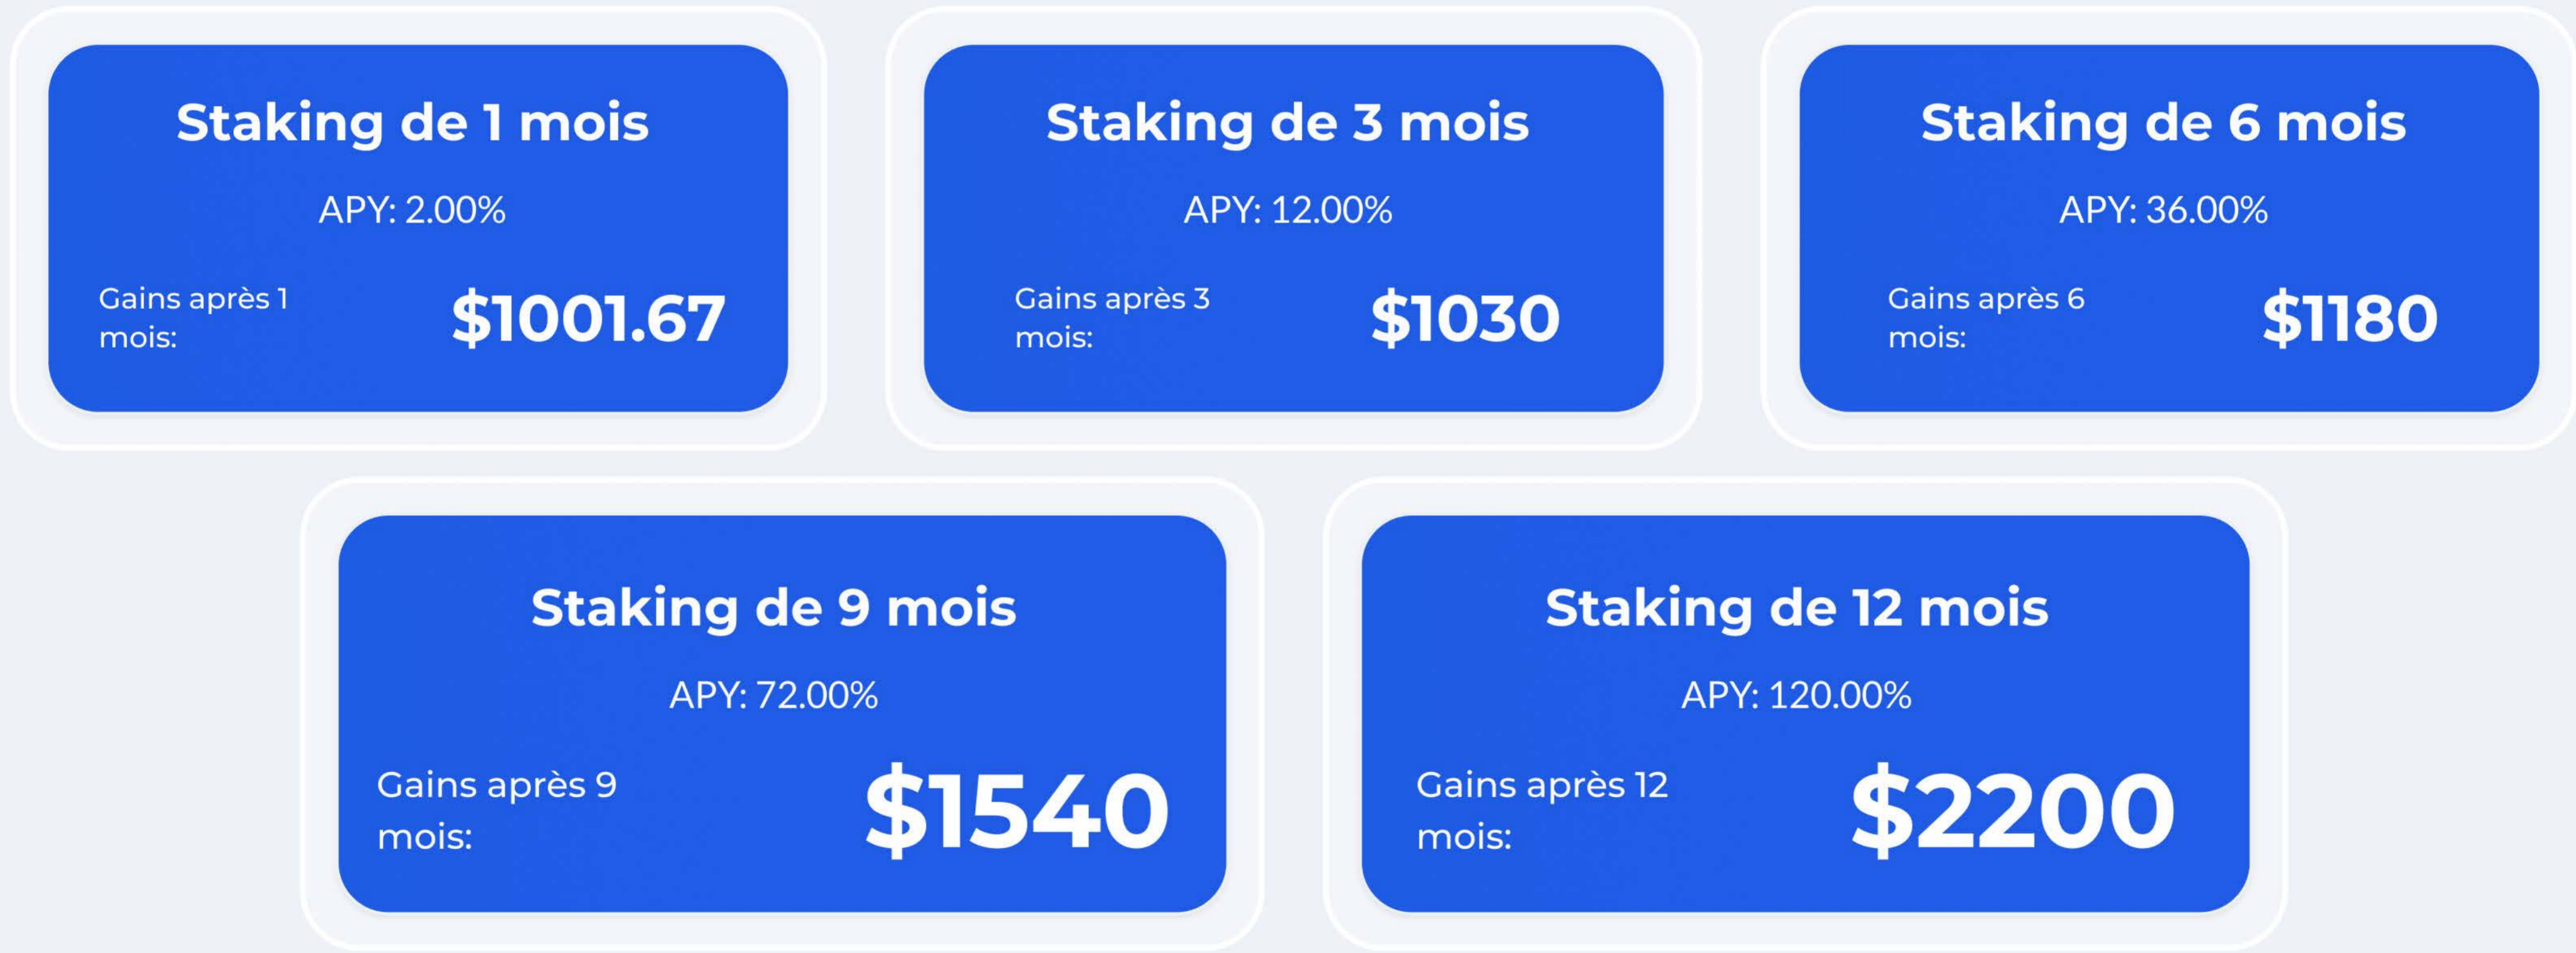 Staking de 1 mois
APY: 2.00%
Gains après 1
mois:
$1001.67
Staking de 3 mois
APY: 12.00%
Gains après 3
mois:
$1030
Staking de 6 mois
APY: 36.00%
Gains après 6
mois:
$1180
Staking de 9 mois
APY: 72.00%
Gains après 9
mois:
$1540
Staking de 12 mois
APY: 120.00%
Gains après 12
mois:
$2200